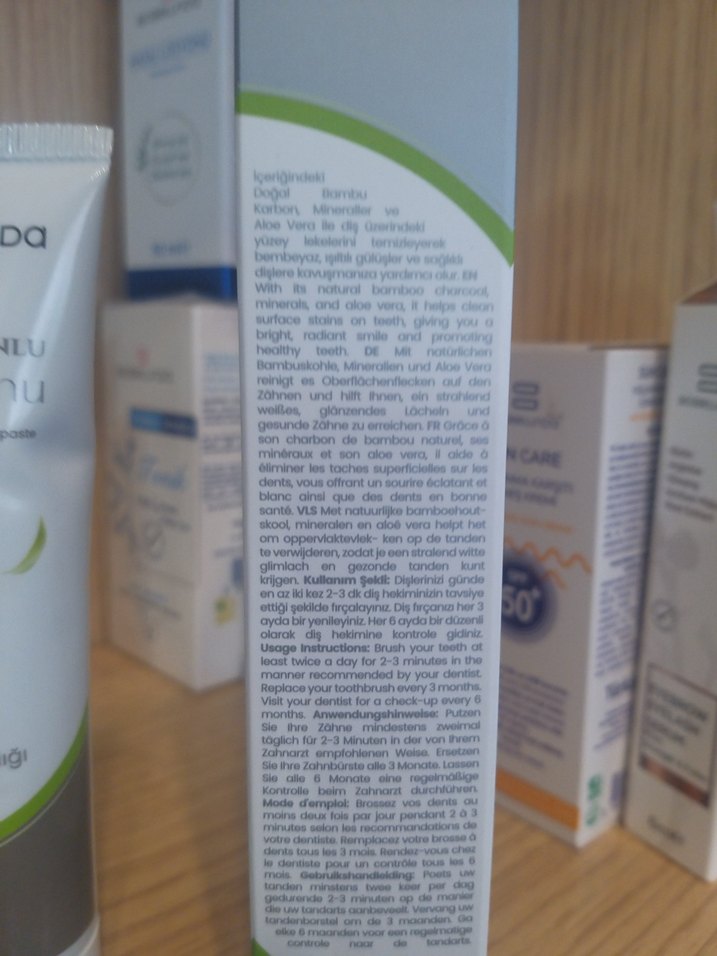 İçeriğindeki
Doğal Bambu
Karbon, Mineraller ve
Aloe Vera ile diş üzerindeki
yüzey lekelerini temizleyerek
bembeyaz, ışıltılı gülüşler ve sağlıklı
dişlere kavuşmanıza yardımcı olur. EN
With its natural bamboo charcoal,
minerals, and aloe vera, it helps clean
surface stains on teeth, giving you a
bright, radiant smile and promoting
healthy teeth. DE Mit natürlichen
Bambuskohle, Mineralien und Aloe Vera
reinigt es Oberflächenflecken auf den
Zähnen und hilft Ihnen, ein strahlend
weißes, glänzendes Lächeln und
gesunde Zähne zu erreichen. FR Grâce à
son charbon de bambou naturel, ses
minéraux et son aloe vera, il aide à
éliminer les taches superficielles sur les
dents, vous offrant un sourire éclatant et
blanc ainsi que des dents en bonne
santé. VLS Met natuurlijke bamboehout-
skool, mineralen en aloë vera helpt het
om oppervlaktevlek- ken op de tanden
te verwijderen, zodat je een stralend witte
glimlach en gezonde tanden kunt
krijgen. Kullanım Şekli: Dişlerinizi günde
en az iki kez 2-3 dk diş hekiminizin tavsiye
ettiği şekilde fırçalayınız. Diş fırçanızı her 3
ayda bir yenileyiniz. Her 6 ayda bir düzenli
olarak diş hekimine kontrole gidiniz.
Usage Instructions: Brush your teeth at
least twice a day for 2-3 minutes in the
manner recommended by your dentist.
Replace your toothbrush every 3 months.
Visit your dentist for a check-up every 6
months. Anwendungshinweise: Putzen
Sie Ihre Zähne mindestens zweimal
täglich für 2-3 Minuten in der von Ihrem
Zahnarzt empfohlenen Weise. Ersetzen
Sie Ihre Zahnbürste alle 3 Monate. Lassen
Sie alle 6 Monate eine regelmäßige
Kontrolle beim Zahnarzt durchführen.
Mode d'emploi: Brossez vos dents au
moins deux fois par jour pendant 2 à 3
minutes selon les recommandations de
votre dentiste. Remplacez votre brosse à
dents tous les 3 mois. Rendez-vous chez
le dentiste pour un contrôle tous les 6
mois. Gebruikshandleiding: Poets uw
tanden minstens twee keer per dag
gedurende 2-3 minuten op de manier
die uw tandarts aanbeveelt. Vervang uw
tandenborstel om de 3 maanden. Ga
elke 6 maanden voor een regelmatige
controle naar de tandarts.
CARE
50+